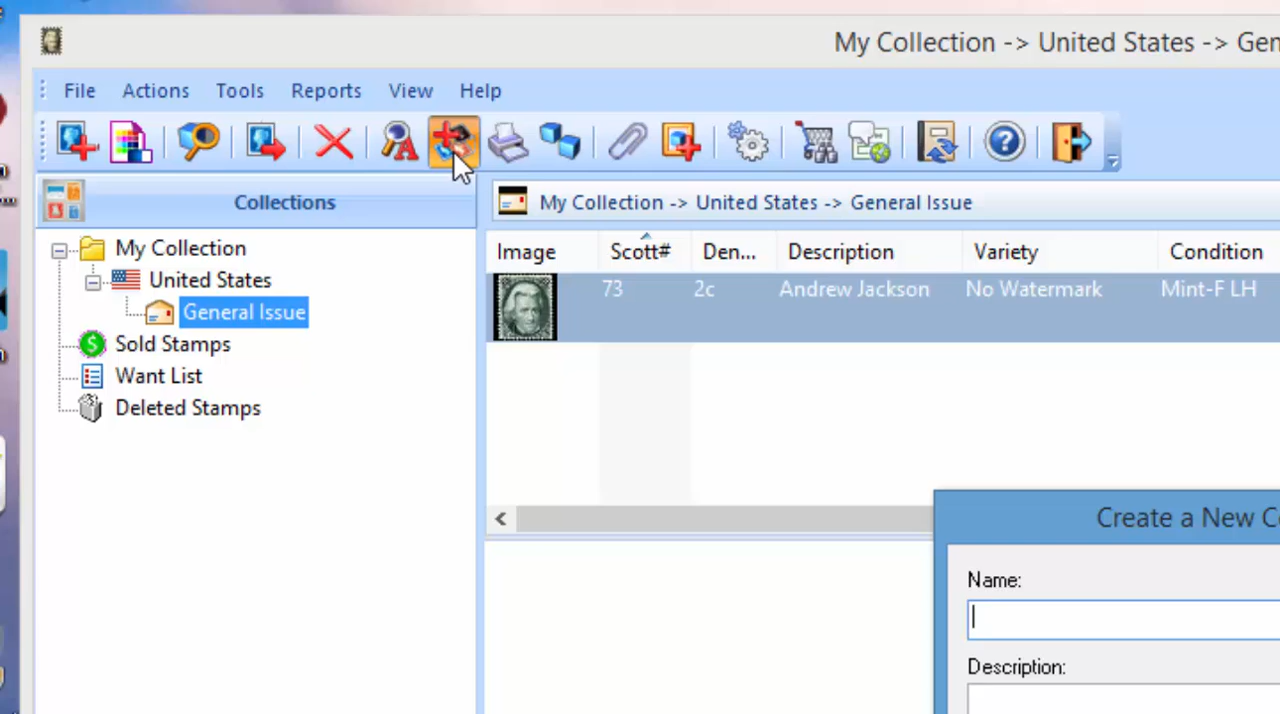 My Collection -> United States -> Gen
File Actions Tools Reports View Help
Collections
My Collection -> United States -> General Issue
My Collection
United States
General Issue
Sold Stamps
Want List
Deleted Stamps
Image Scott# Den... Description Variety Condition
73 2c Andrew Jackson No Watermark Mint-F LH
Create a New C
Name:
Description: